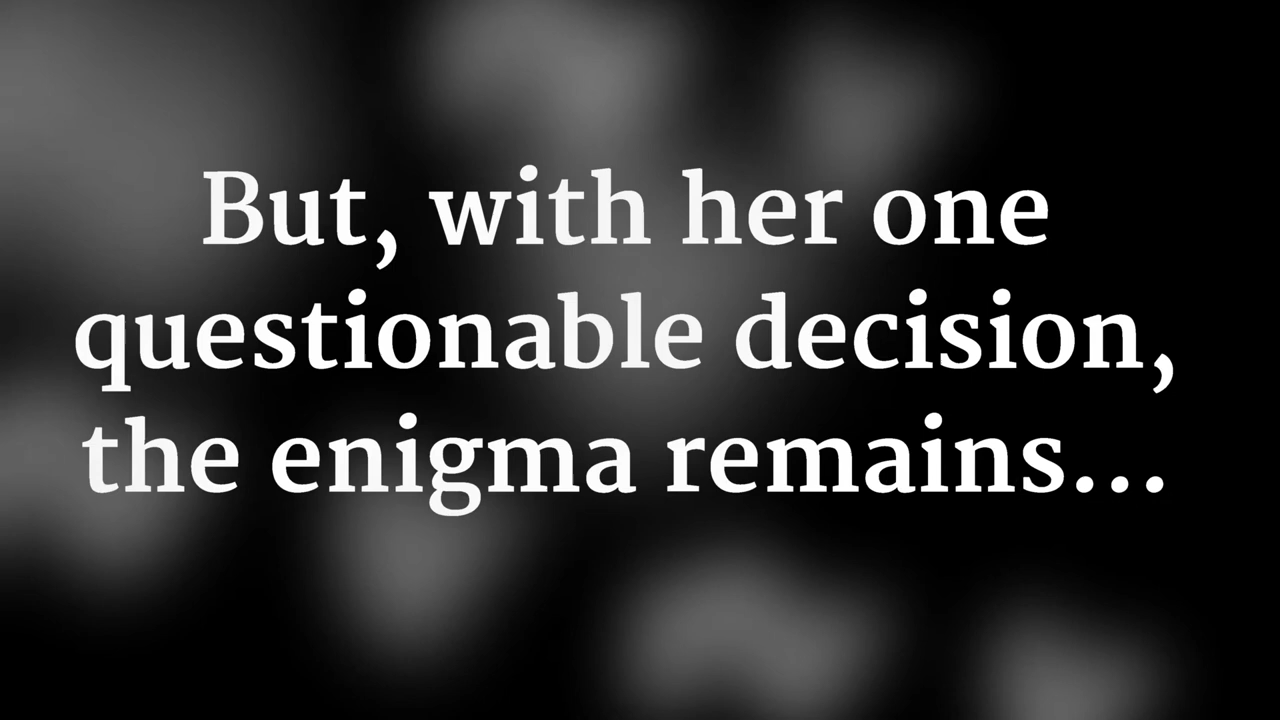 But, with her one
questionable decision,
the enigma remains...